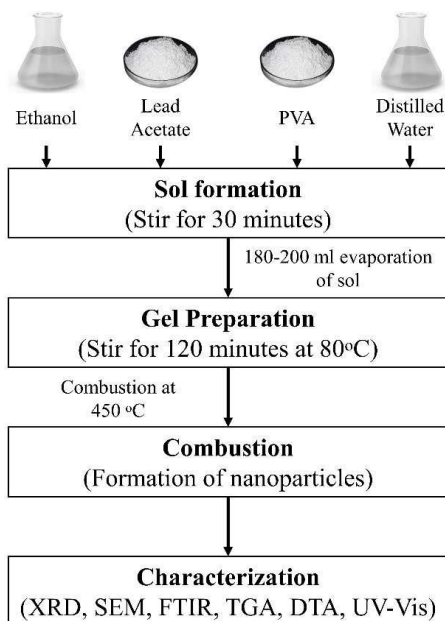 Ethanol
Lead
Acetate
PVA
Distilled
Water
Sol formation
(Stir for 30 minutes)
180-200 ml evaporation
of sol
Gel Preparation
(Stir for 120 minutes at 80°C)
Combustion at
450 °C
Combustion
(Formation of nanoparticles)
Characterization
(XRD, SEM, FTIR, TGA, DTA, UV-Vis)